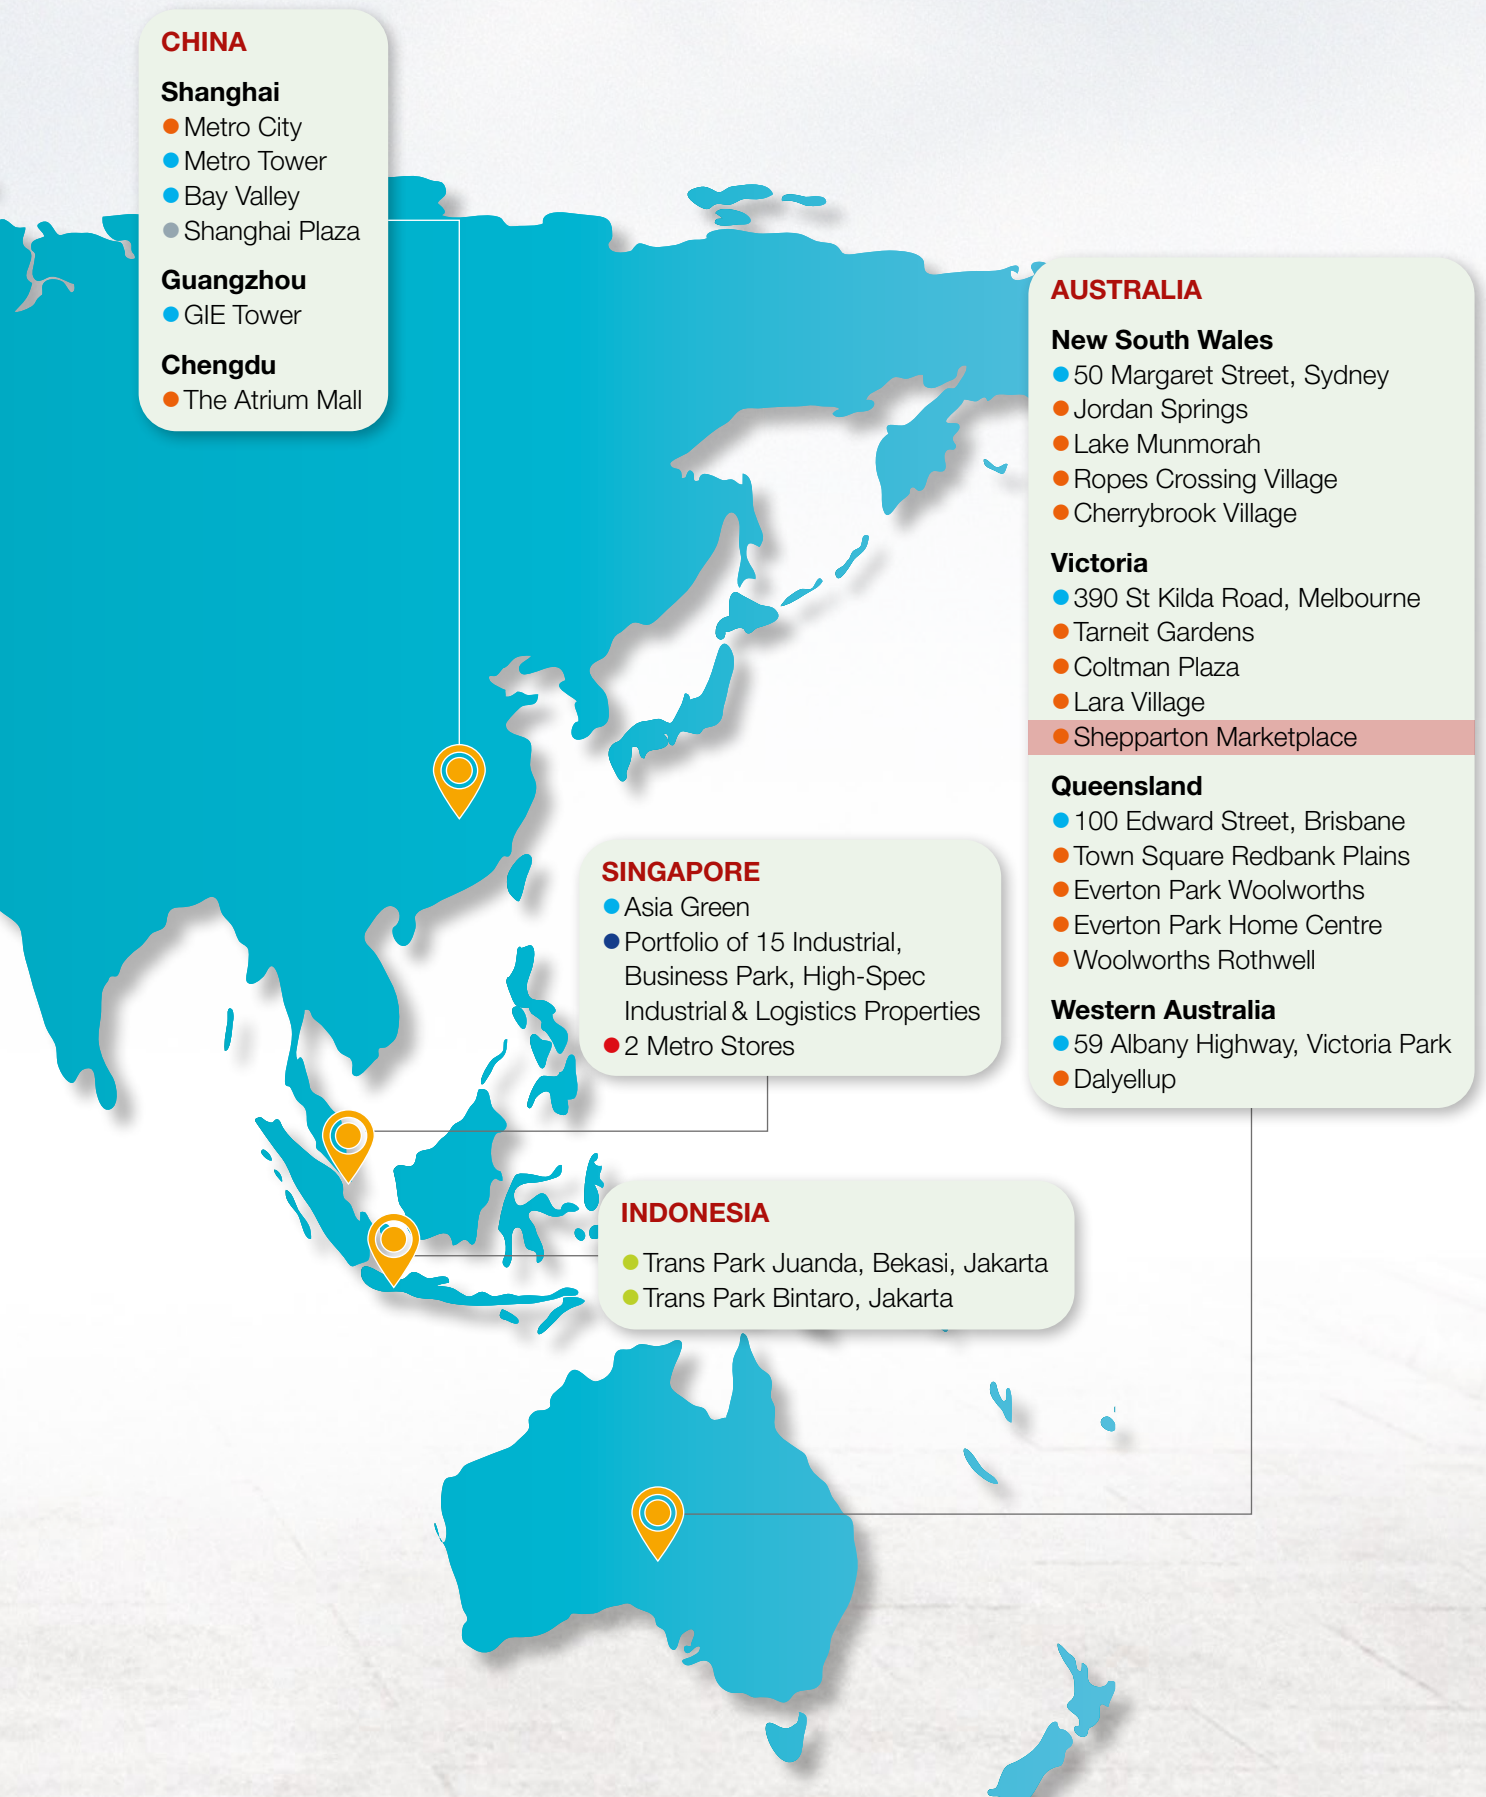 CHINA
Shanghai
Metro City
Metro Tower
Bay Valley
Shanghai Plaza
Guangzhou
GIE Tower
Chengdu
The Atrium Mall
AUSTRALIA
New South Wales
50 Margaret Street, Sydney
Jordan Springs
Lake Munmorah
Ropes Crossing Village
Cherrybrook Village
Victoria
390 St Kilda Road, Melbourne
Tarneit Gardens
Coltman Plaza
Lara Village
Shepparton Marketplace
Queensland
100 Edward Street, Brisbane
Town Square Redbank Plains
Everton Park Woolworths
Everton Park Home Centre
Woolworths Rothwell
Western Australia
59 Albany Highway, Victoria Park
Dalyellup
SINGAPORE
Asia Green
Portfolio of 15 Industrial,
Business Park, High-Spec
Industrial & Logistics Properties
2 Metro Stores
INDONESIA
Trans Park Juanda, Bekasi, Jakarta
Trans Park Bintaro, Jakarta